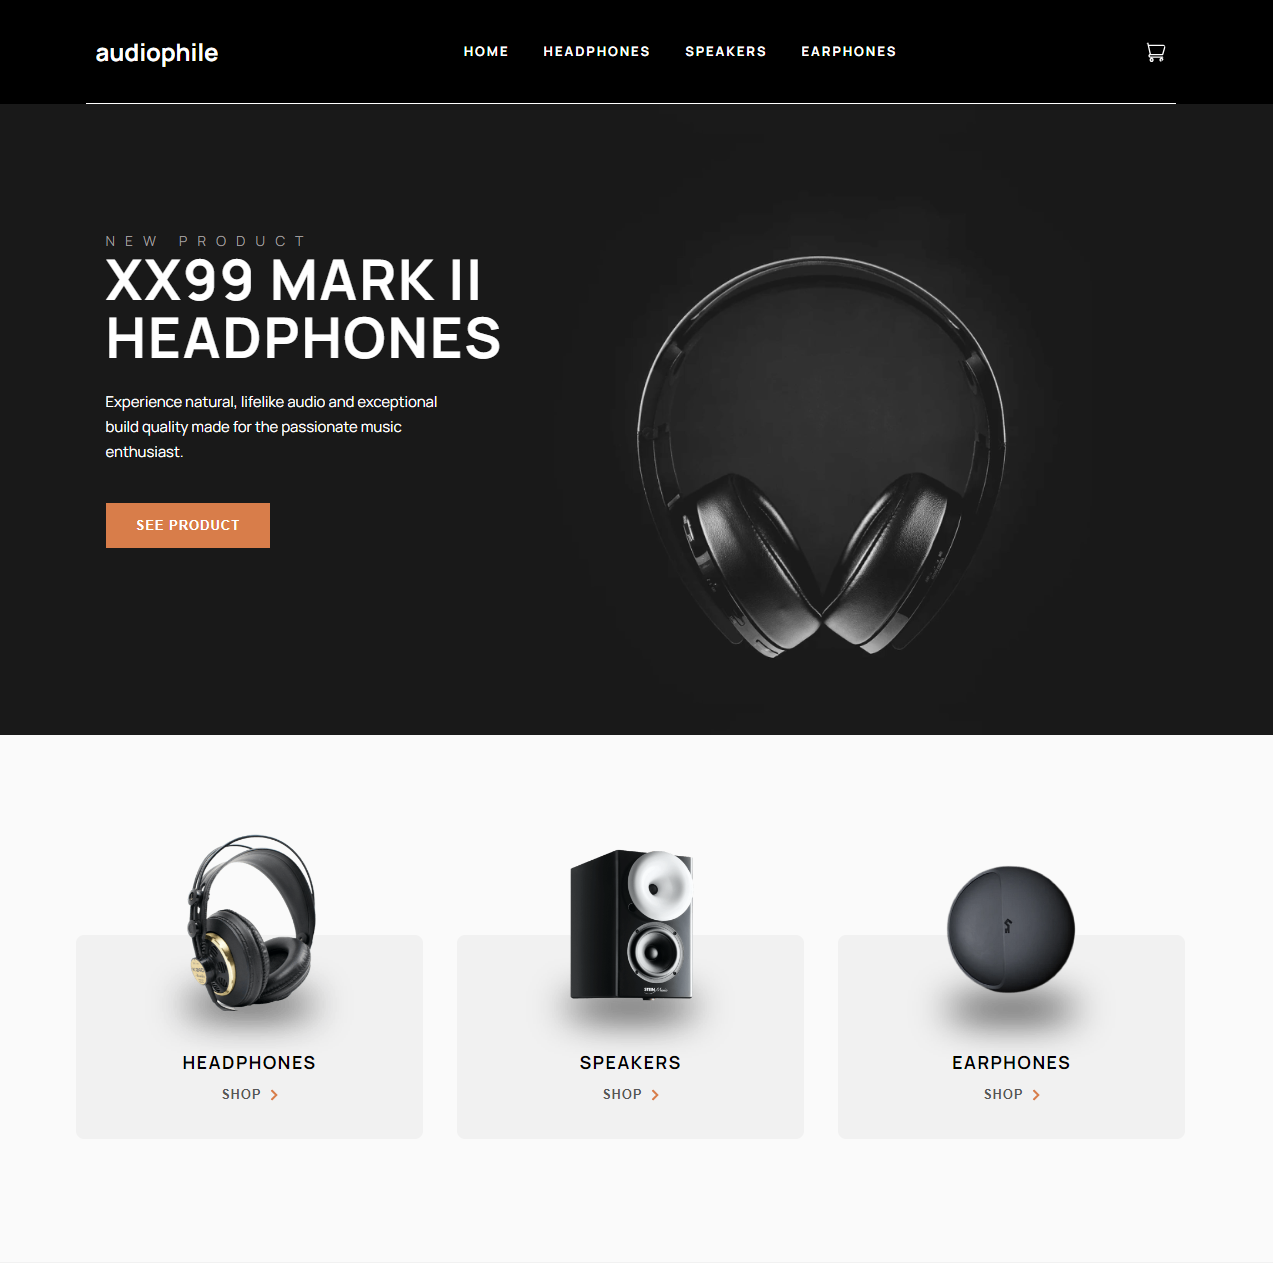 audiophile
HOME HEADPHONES SPEAKERS EARPHONES
NEW PRODUCT
XX99 MARK II
HEADPHONES
Experience natural, lifelike audio and exceptional
build quality made for the passionate music
enthusiast.
SEE PRODUCT
HEADPHONES
SHOP
SPEAKERS
SHOP
EARPHONES
SHOP